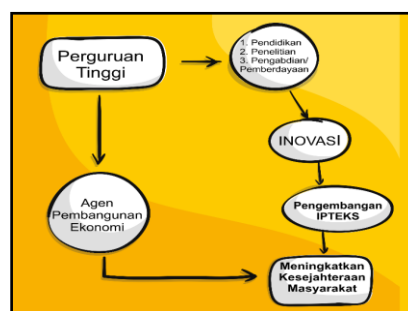 Perguruan
Tinggi
1. Pendidikan
2. Penelitian
3. Pengabdian/
Pemberdayaan
INOVASI
Pengembangan
IPTEKS
Agen
Pembangunan
Ekonomi
Meningkatkan
Kesejahteraan
Masyarakat